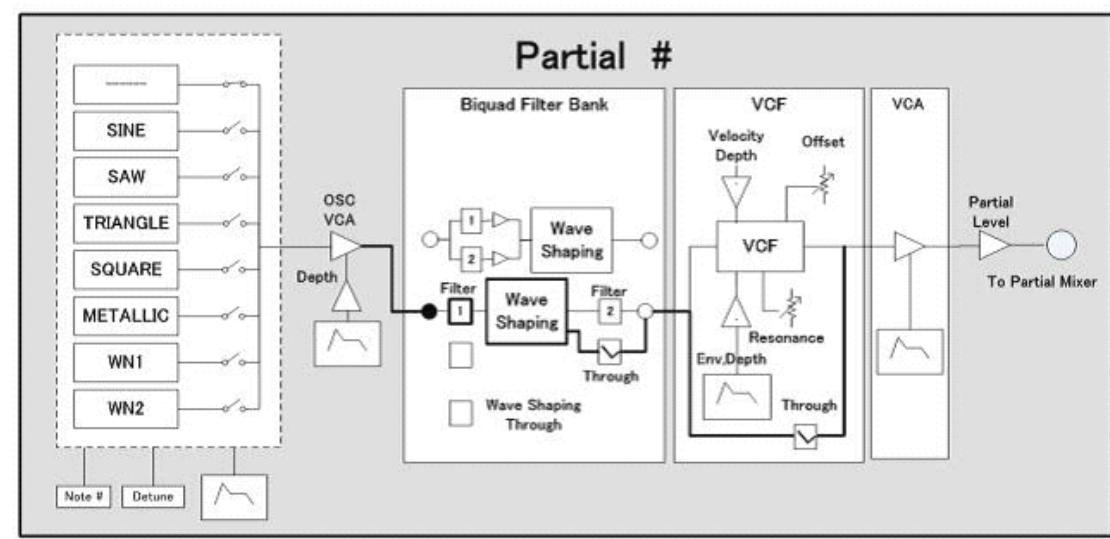 Partial #
------
SINE
SAW
TRIANGLE
SQUARE
METALLIC
WN1
WN2
Note #
Detune
OSC
VCA
Depth
Biquad Filter Bank
1
2
Wave
Shaping
Filter
1
Wave
Shaping
Filter
2
Through
Wave Shaping
Through
VCF
Velocity
Depth
Offset
VCF
Resonance
Env,Depth
Through
VCA
Partial
Level
To Partial Mixer